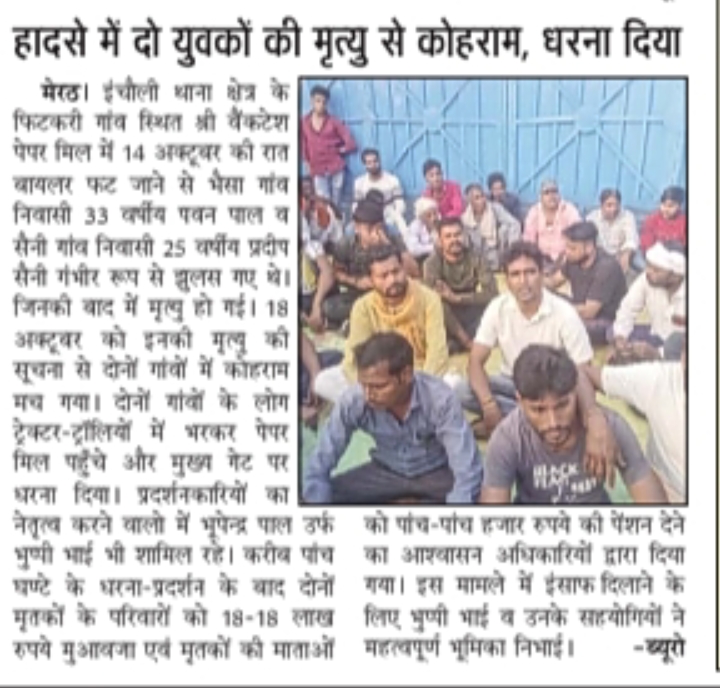 हादसे में दो युवकों की मृत्यु से कोहराम, धरना दिया
मेरठ। इंचौली थाना क्षेत्र के
फिटकरी गांव स्थित श्री वैंकटेश
पेपर मिल में 14 अक्टूबर की रात
बायलर फट जाने से भैसा गांव
निवासी 33 वर्षीय पवन पाल व
सैनी गांव निवासी 25 वर्षीय प्रदीप
सैनी गंभीर रूप से झुलस गए थे।
जिनकी बाद में मृत्यु हो गई। 18
अक्टूबर को इनकी मृत्यु की
सूचना से दोनों गांवों में कोहराम
मच गया। दोनों गांवों के लोग
ट्रेक्टर-ट्रॉलियों में भरकर पेपर
मिल पहुँचे और मुख्य गेट पर
धरना दिया। प्रदर्शनकारियों का
नेतृत्व करने वालो में भूपेन्द्र पाल उर्फ
भुप्पी भाई भी शामिल रहे। करीब पांच
घण्टे के धरना-प्रदर्शन के बाद दोनों
मृतकों के परिवारों को 18-18 लाख
रुपये मुआवजा एवं मृतकों की माताओं
को पांच-पांच हजार रुपये की पेंशन देने
का आश्वासन अधिकारियों द्वारा दिया
गया। इस मामले में इंसाफ दिलाने के
लिए भुप्पी भाई व उनके सहयोगियों ने
महत्वपूर्ण भूमिका निभाई। -ब्यूरो
BLACK